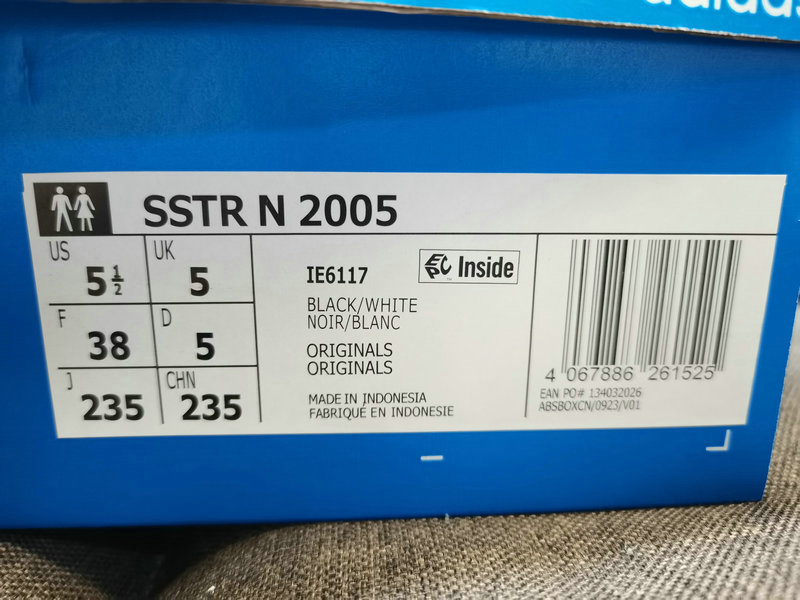 adidas
SSTR N 2005
US 5½
UK 5
F 38
D 5
J 235
CHN 235
IE6117
Inside
BLACK/WHITE
NOIR/BLANC
ORIGINALS
ORIGINALS
MADE IN INDONESIA
FABRIQUÉ EN INDONESIE
4 067886 261525
EAN PO# 134032026
ABSBOXCN/0923/V01